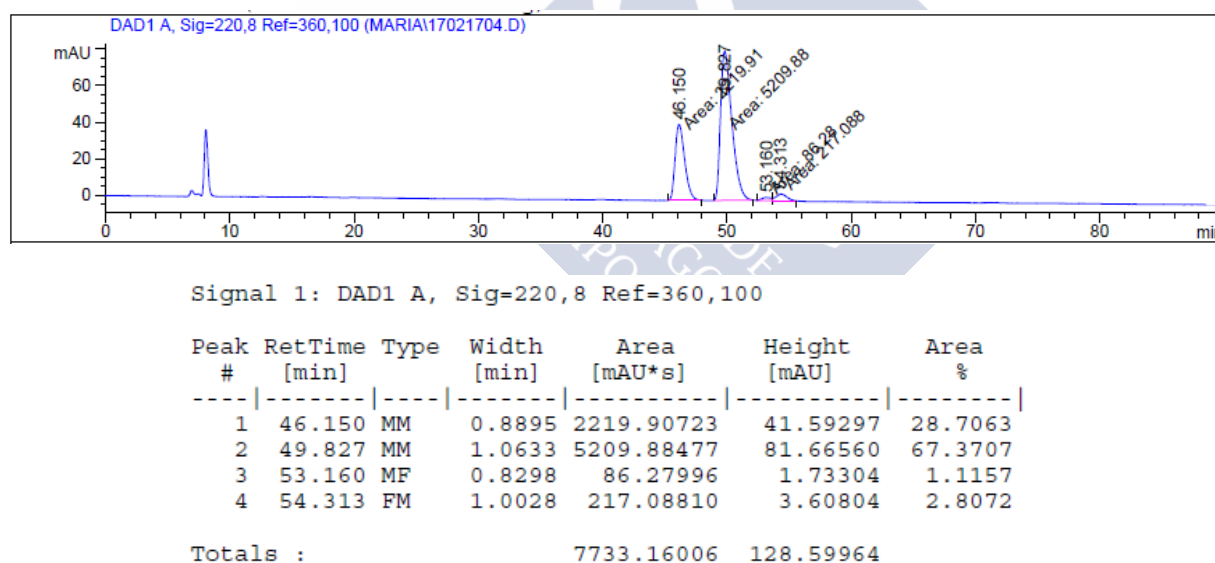 DAD1 A, Sig=220,8 Ref=360,100 (MARIA\17021704.D)
mAU
60
40
20
0
46.150
Area: 2219.91
49.827
Area: 5209.88
53.160
Area: 86.28
54.313
Area: 217.088
0 10 20 30 40 50 60 70 80
Signal 1: DAD1 A, Sig=220,8 Ref=360,100
Peak RetTime Type Width Area Height Area
# [min] [min] [mAU*s] [mAU] %
----|-------|----|-------|----------|----------|--------|
1 46.150 MM 0.8895 2219.90723 41.59297 28.7063
2 49.827 MM 1.0633 5209.88477 81.66560 67.3707
3 53.160 MF 0.8298 86.27996 1.73304 1.1157
4 54.313 FM 1.0028 217.08810 3.60804 2.8072
Totals : 7733.16006 128.59964